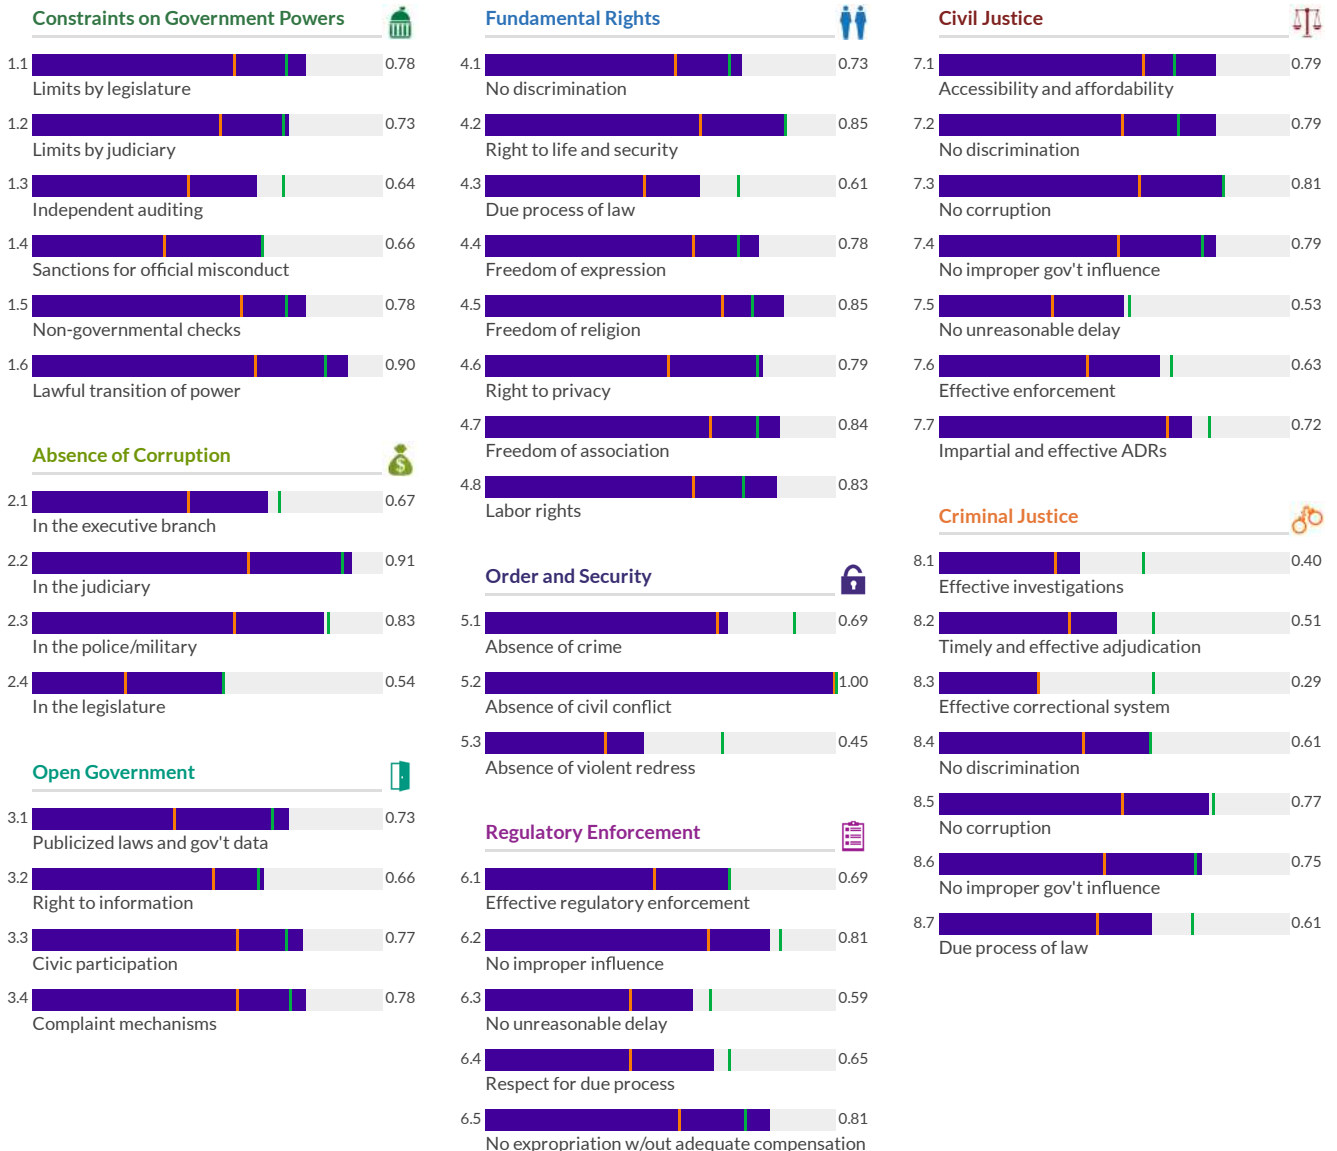 Constraints on Government Powers
1.1 0.78
Limits by legislature
1.2 0.73
Limits by judiciary
1.3 0.64
Independent auditing
1.4 0.66
Sanctions for official misconduct
1.5 0.78
Non-governmental checks
1.6 0.90
Lawful transition of power
Absence of Corruption
$
2.1 0.67
In the executive branch
2.2 0.91
In the judiciary
2.3 0.83
In the police/military
2.4 0.54
In the legislature
Open Government
3.1 0.73
Publicized laws and gov't data
3.2 0.66
Right to information
3.3 0.77
Civic participation
3.4 0.78
Complaint mechanisms
Fundamental Rights
4.1 0.73
No discrimination
4.2 0.85
Right to life and security
4.3 0.61
Due process of law
4.4 0.78
Freedom of expression
4.5 0.85
Freedom of religion
4.6 0.79
Right to privacy
4.7 0.84
Freedom of association
4.8 0.83
Labor rights
Order and Security
5.1 0.69
Absence of crime
5.2 1.00
Absence of civil conflict
5.3 0.45
Absence of violent redress
Regulatory Enforcement
6.1 0.69
Effective regulatory enforcement
6.2 0.81
No improper influence
6.3 0.59
No unreasonable delay
6.4 0.65
Respect for due process
6.5 0.81
No expropriation w/out adequate compensation
Civil Justice
7.1 0.79
Accessibility and affordability
7.2 0.79
No discrimination
7.3 0.81
No corruption
7.4 0.79
No improper gov't influence
7.5 0.53
No unreasonable delay
7.6 0.63
Effective enforcement
7.7 0.72
Impartial and effective ADRs
Criminal Justice
8.1 0.40
Effective investigations
8.2 0.51
Timely and effective adjudication
8.3 0.29
Effective correctional system
8.4 0.61
No discrimination
8.5 0.77
No corruption
8.6 0.75
No improper gov't influence
8.7 0.61
Due process of law